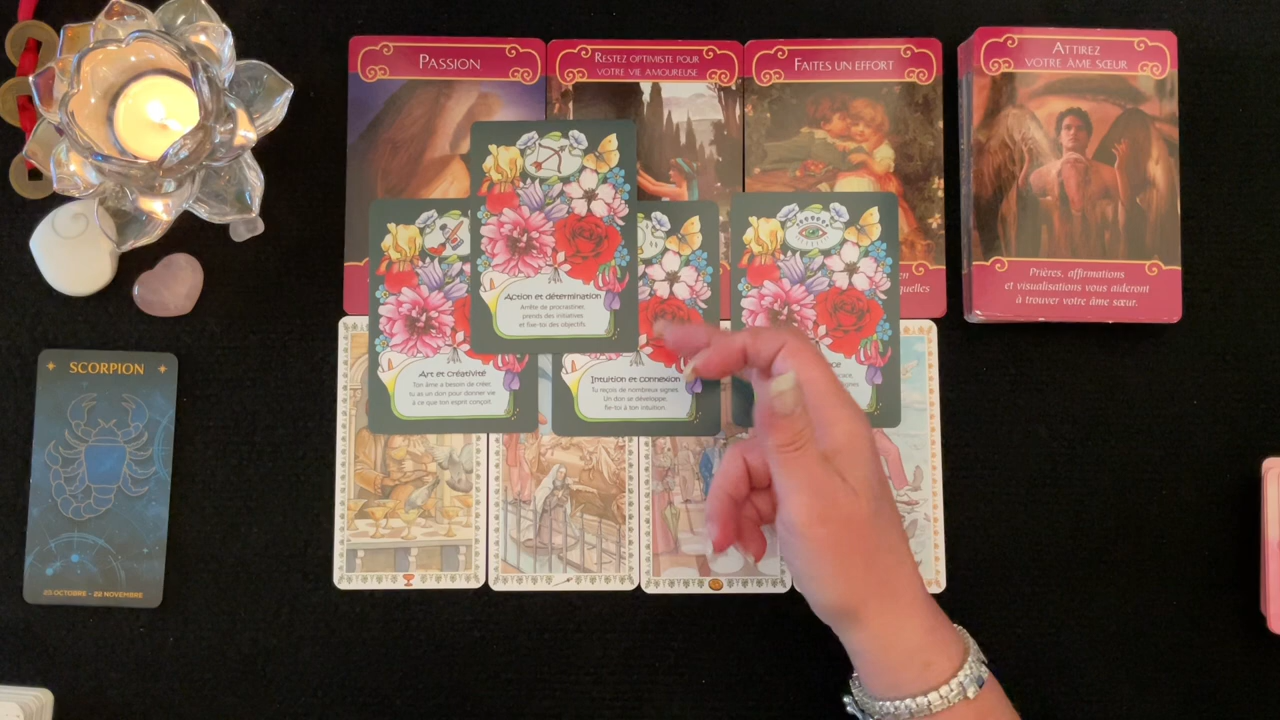 PASSION
RESTEZ OPTIMISTE POUR
VOTRE VIE AMOUREUSE
FAITES UN EFFORT
ATTIREZ
VOTRE ÂME SŒUR
Prières, affirmations
et visualisations vous aideront
à trouver votre âme sœur.
Action et détermination
Arrête de procrastiner,
prends des initiatives
et fixe-toi des objectifs.
Art et Créativité
Ton âme a besoin de créer,
tu as un don pour donner vie
à ce que ton esprit conçoit.
Intuition et connexion
Tu reçois de nombreux signes.
Un don se développe,
fie-toi à ton intuition.
SCORPION
23 OCTOBRE - 22 NOVEMBRE